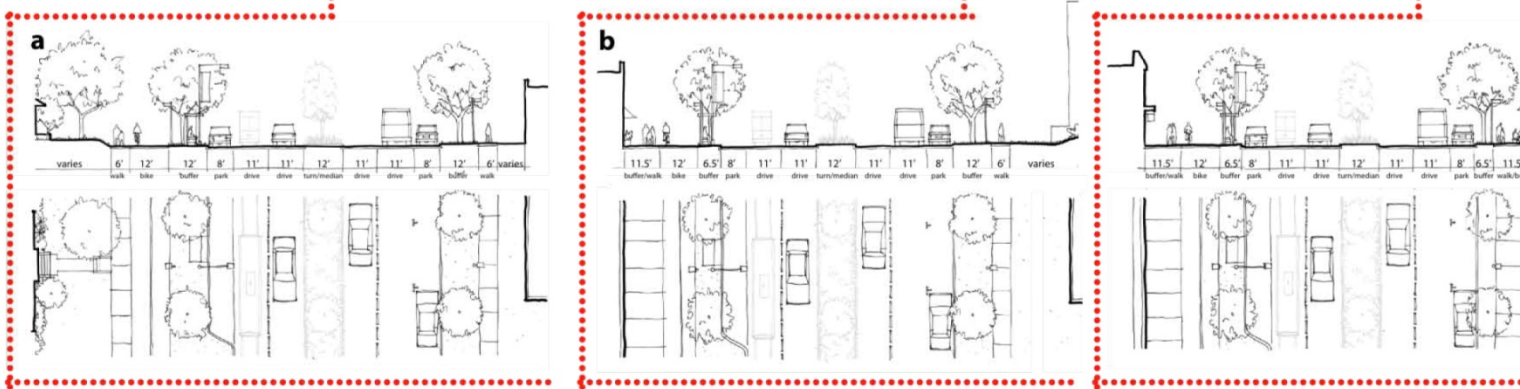 a
varies 6' 12' 12' 8' 11' 11' 12' 11' 11' 8' 12' 6' varies
walk bike buffer park drive drive turn/median drive drive park buffer walk
b
11.5' 12' 6.5' 8' 11' 11' 12' 11' 11' 8' 12' 6' varies
buffer/walk bike buffer park drive drive turn/median drive drive park buffer walk
11.5' 12' 6.5' 8' 11' 11' 12' 11' 11' 8' 6.5' 11.5
buffer/walk bike buffer park drive drive turn/median drive drive park buffer